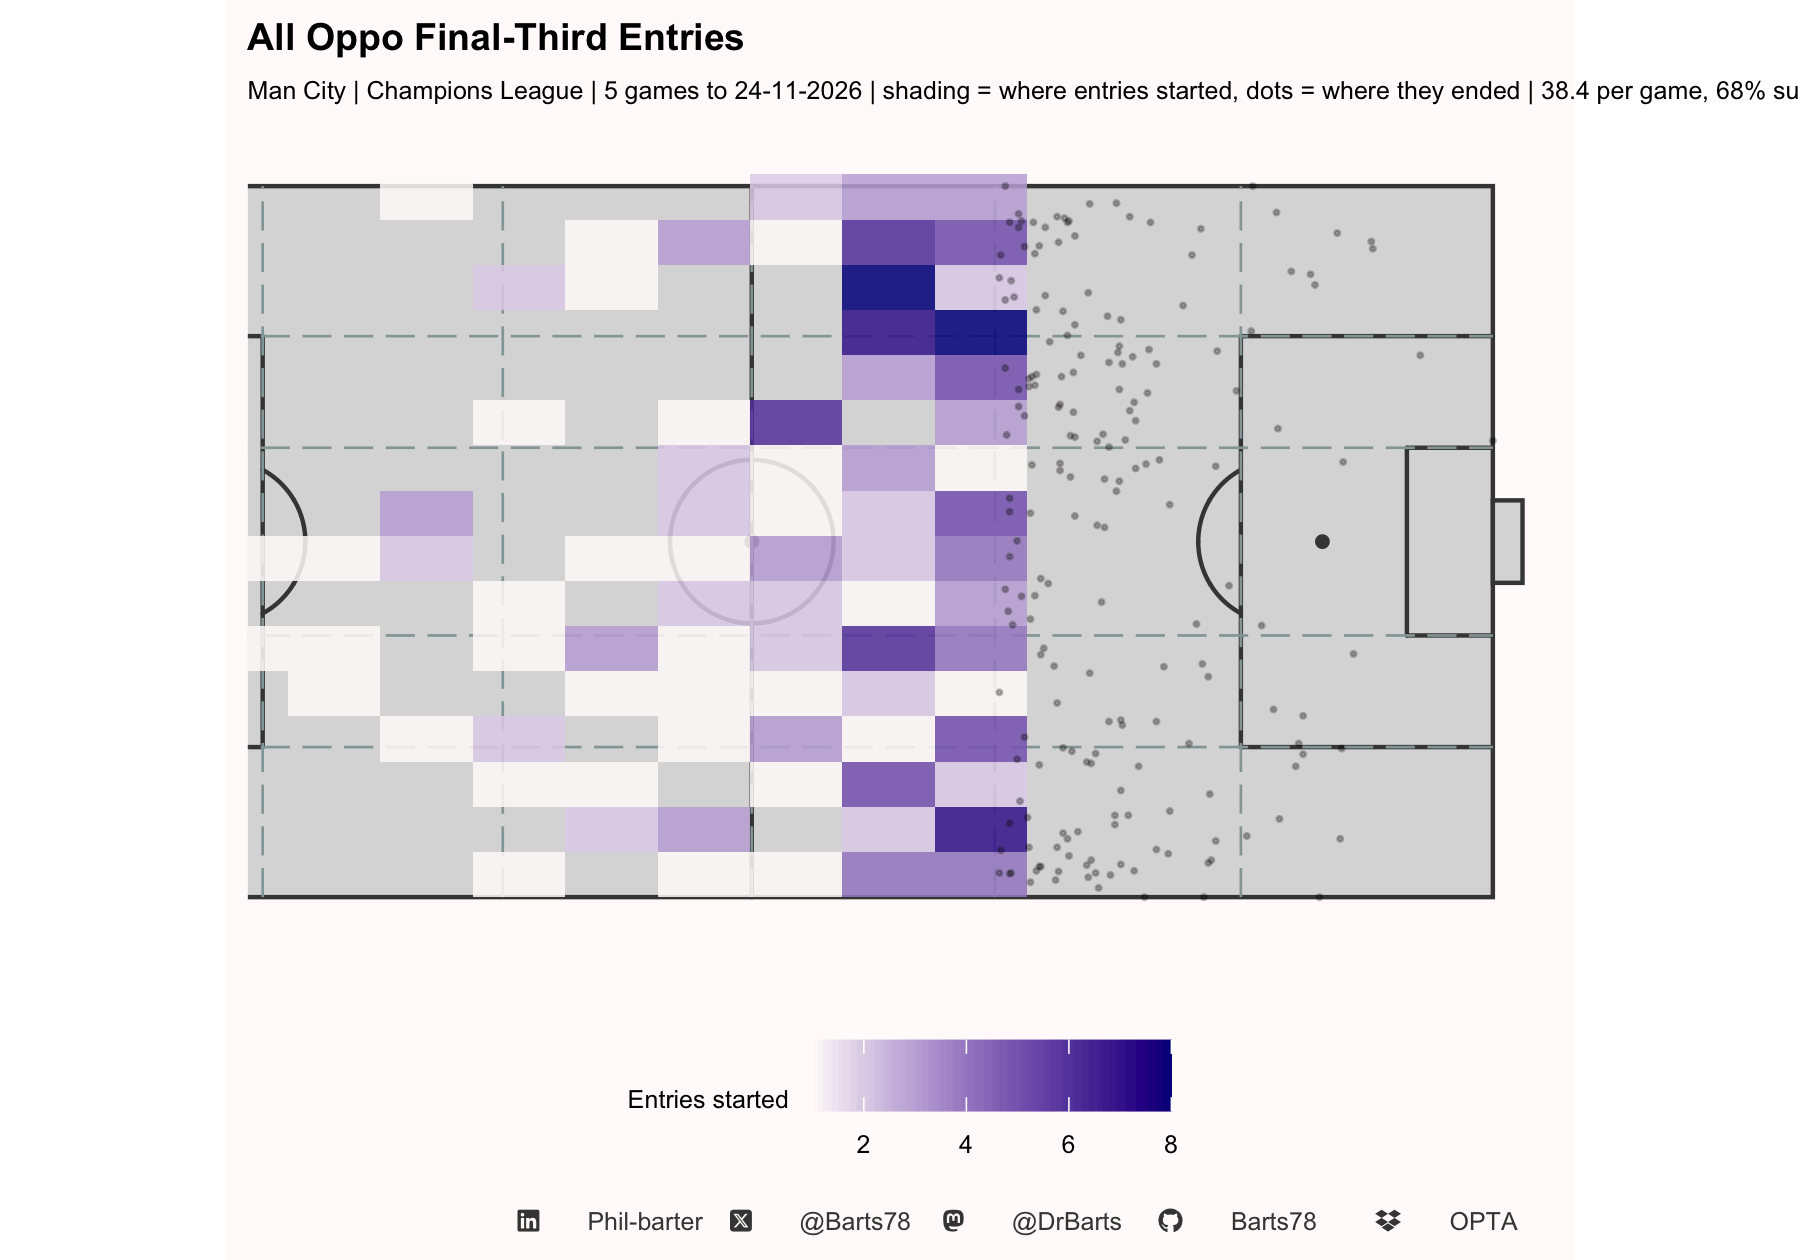 All Oppo Final-Third Entries
Man City | Champions League | 5 games to 24-11-2026 | shading = where entries started, dots = where they ended | 38.4 per game, 68% su
Entries started
2 4 6 8
Phil-barter @Barts78 @DrBarts Barts78 OPTA